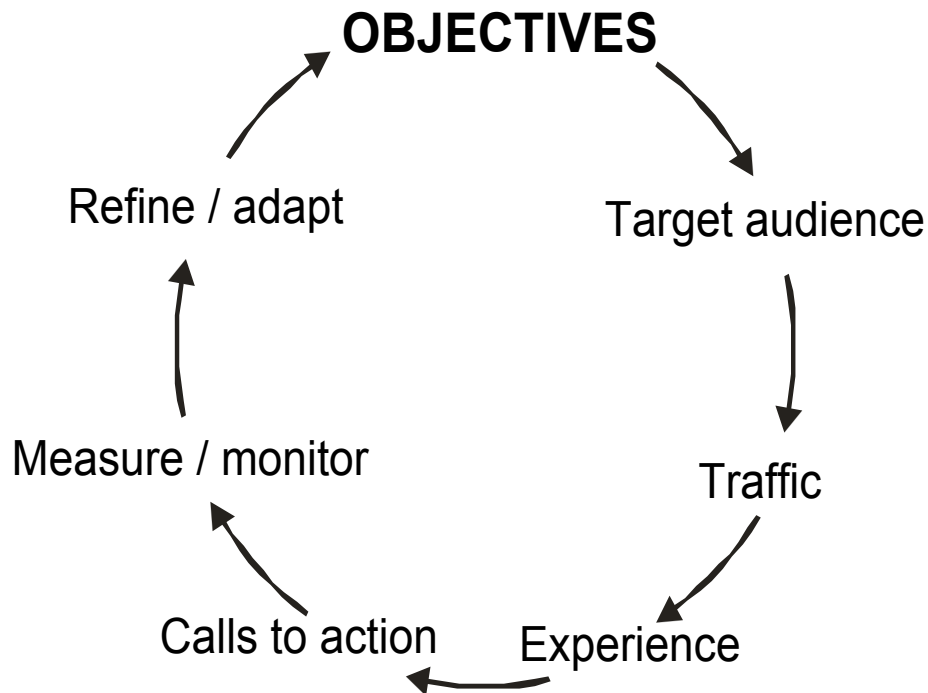 OBJECTIVES
Target audience
Traffic
Experience
Calls to action
Measure / monitor
Refine / adapt